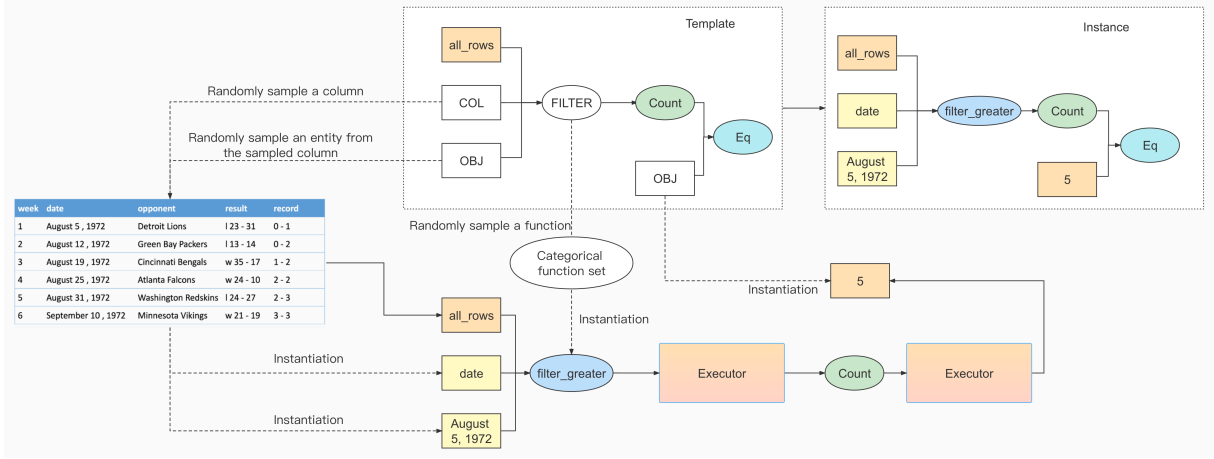 Template
all_rows
COL
OBJ
FILTER
Count
Eq
OBJ
Instance
all_rows
date
August
5, 1972
filter_greater
Count
Eq
5
Randomly sample a column
Randomly sample an entity from
the sampled column
Randomly sample a function
Categorical
function set
week date opponent result record
1 August 5 , 1972 Detroit Lions l 23 - 31 0 - 1
2 August 12 , 1972 Green Bay Packers l 13 - 14 0 - 2
3 August 19 , 1972 Cincinnati Bengals w 35 - 17 1 - 2
4 August 25 , 1972 Atlanta Falcons w 24 - 10 2 - 2
5 August 31 , 1972 Washington Redskins l 24 - 27 2 - 3
6 September 10 , 1972 Minnesota Vikings w 21 - 19 3 - 3
Instantiation
5
Instantiation
all_rows
Instantiation
date
Instantiation
August
5, 1972
filter_greater
Executor
Count
Executor